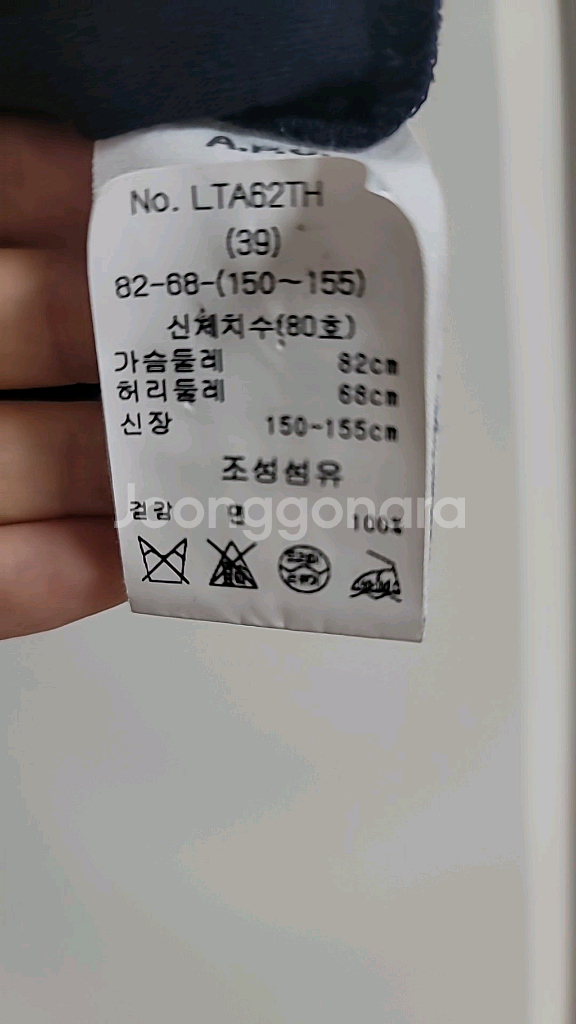 A.P.C.
No. LTA62TH
(39)
82-68-(150~155)
신체치수(80호)
가슴둘레 82cm
허리둘레 68cm
신장 150-155cm
조성섬유
겉감 면 100%
Joonggonara